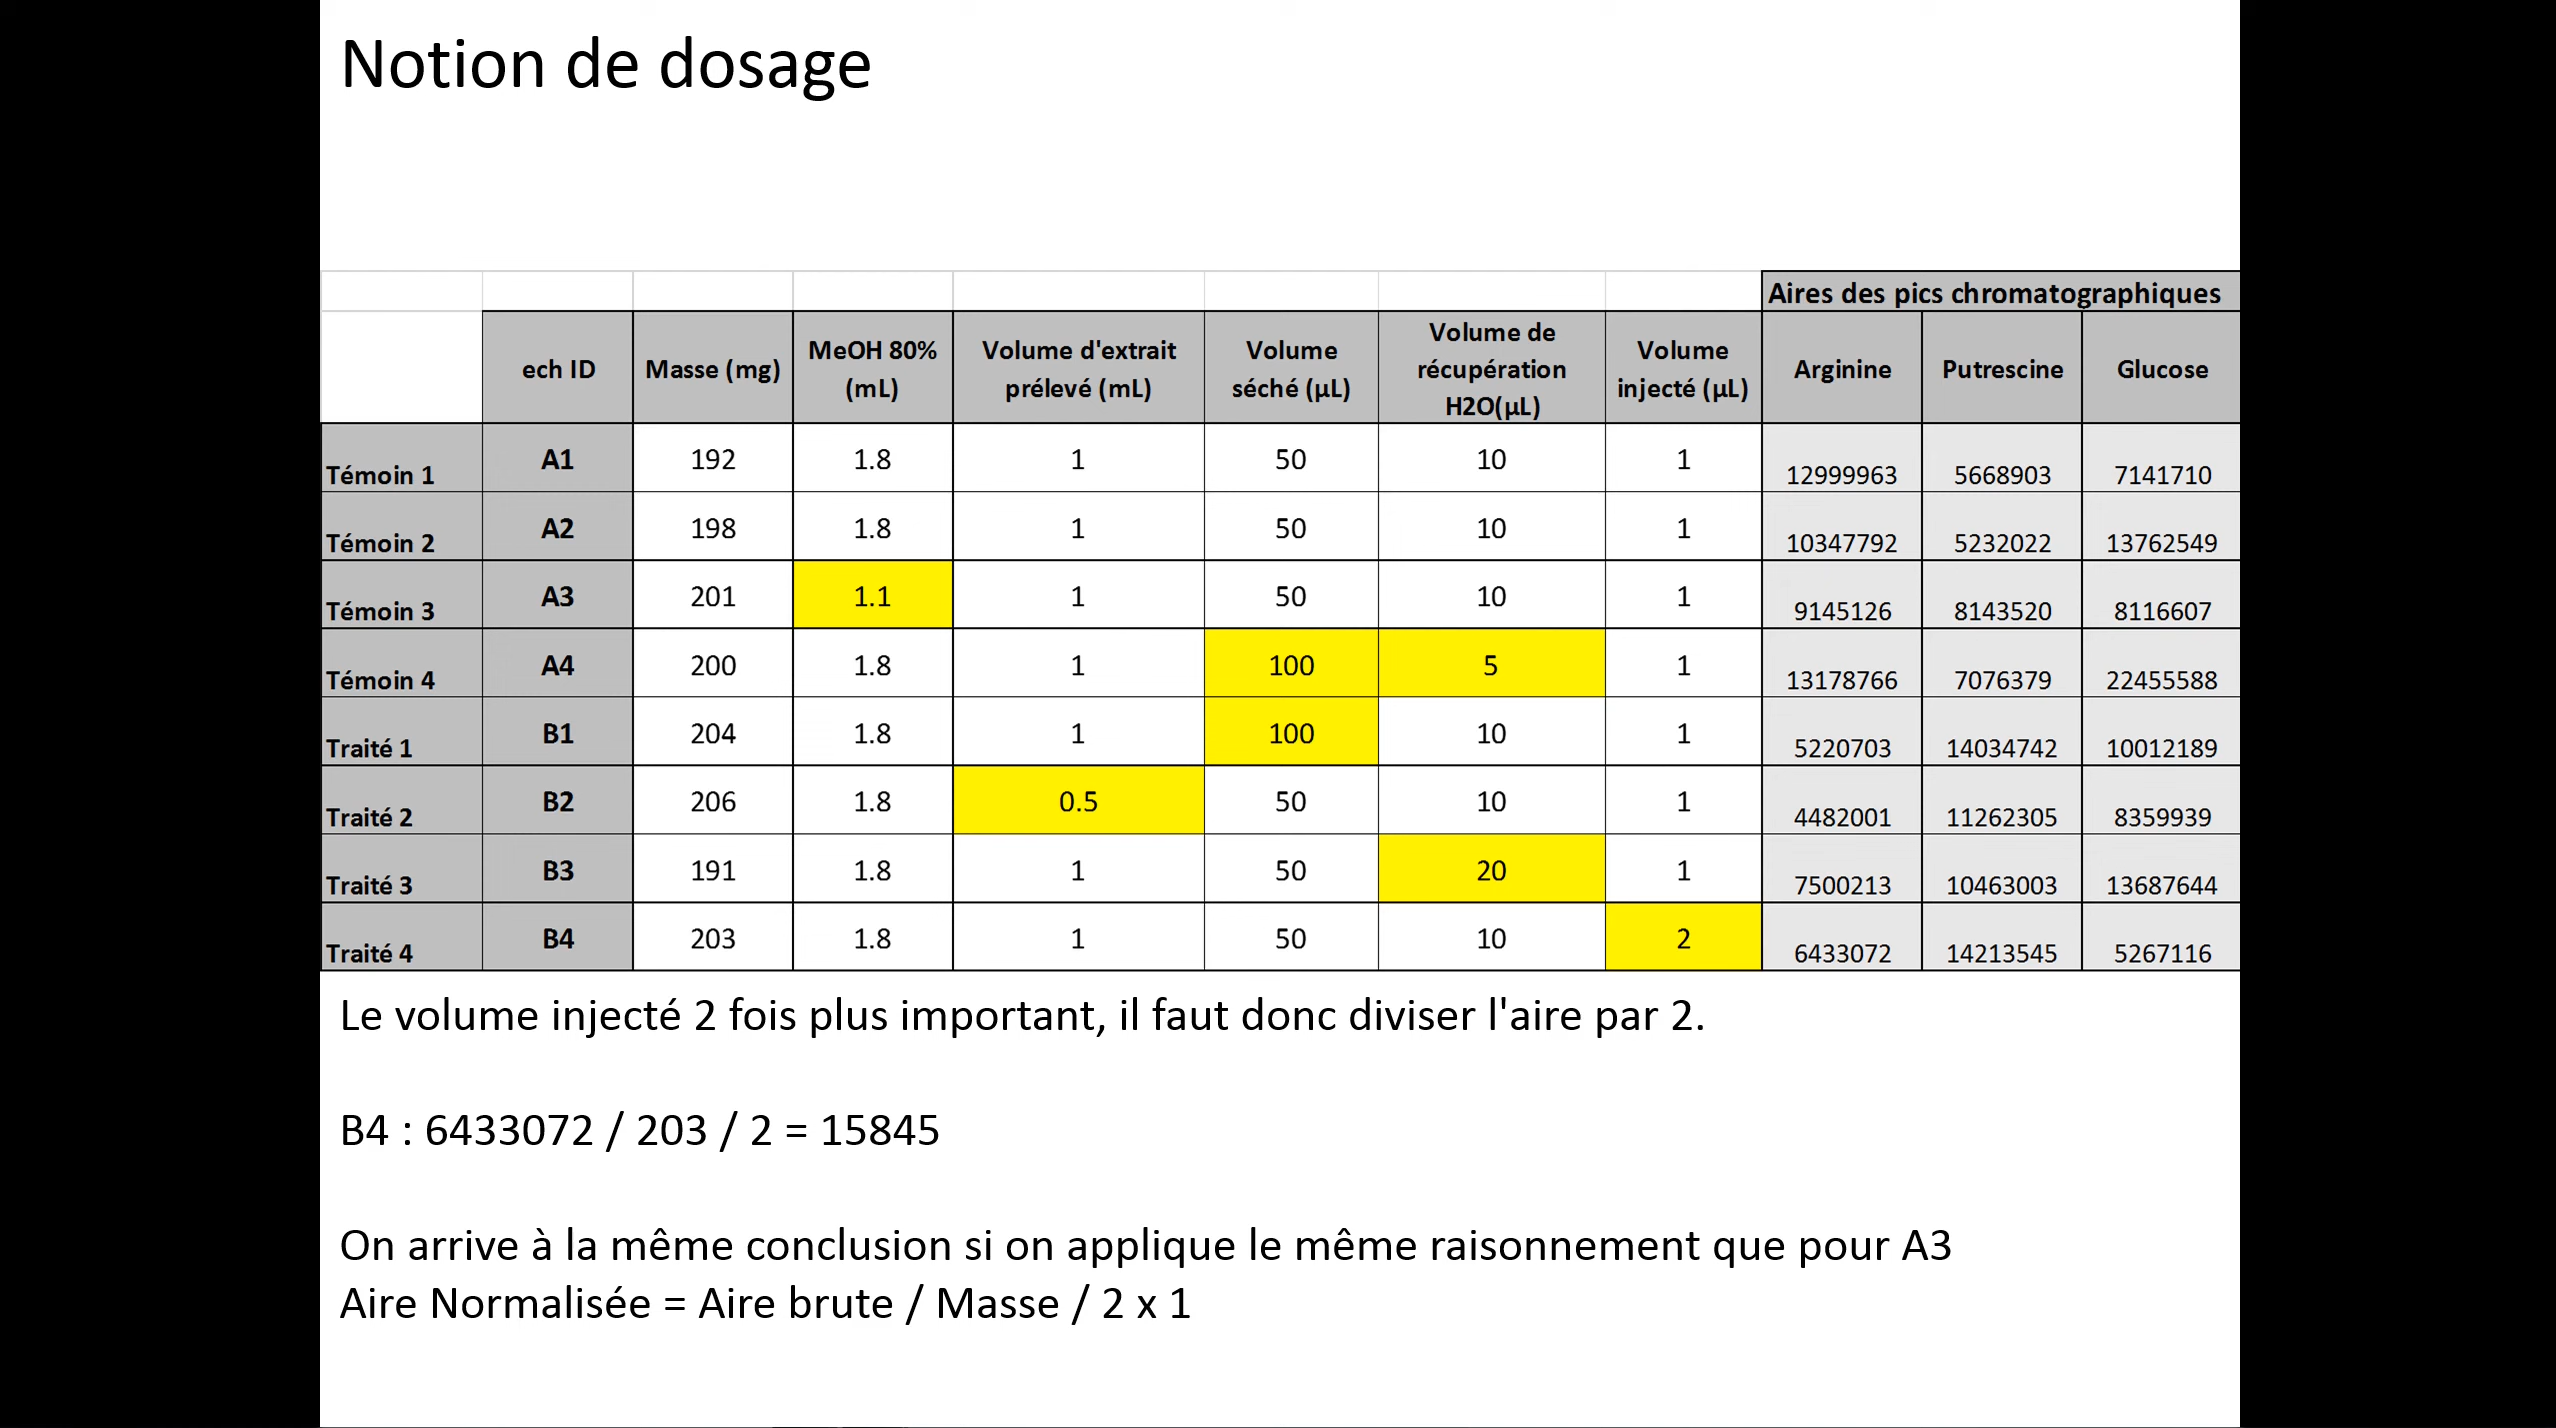 Notion de dosage
Aires des pics chromatographiques
ech ID Masse (mg) MeOH 80% (mL) Volume d'extrait prélevé (mL) Volume séché (µL) Volume de récupération H2O(µL) Volume injecté (µL) Arginine Putrescine Glucose
Témoin 1 A1 192 1.8 1 50 10 1 12999963 5668903 7141710
Témoin 2 A2 198 1.8 1 50 10 1 10347792 5232022 13762549
Témoin 3 A3 201 1.1 1 50 10 1 9145126 8143520 8116607
Témoin 4 A4 200 1.8 1 100 5 1 13178766 7076379 22455588
Traité 1 B1 204 1.8 1 100 10 1 5220703 14034742 10012189
Traité 2 B2 206 1.8 0.5 50 10 1 4482001 11262305 8359939
Traité 3 B3 191 1.8 1 50 20 1 7500213 10463003 13687644
Traité 4 B4 203 1.8 1 50 10 2 6433072 14213545 5267116
Le volume injecté 2 fois plus important, il faut donc diviser l'aire par 2.
B4 : 6433072 / 203 / 2 = 15845
On arrive à la même conclusion si on applique le même raisonnement que pour A3
Aire Normalisée = Aire brute / Masse / 2 x 1